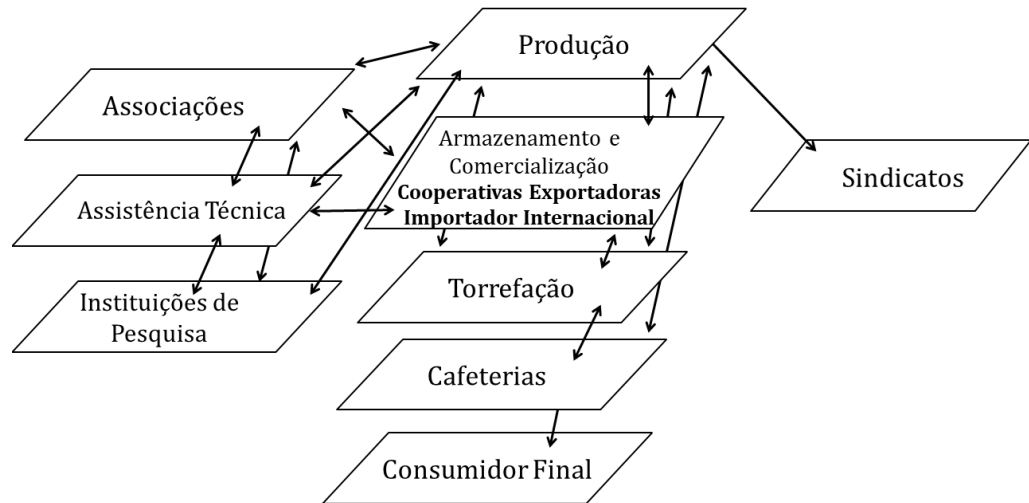 Produção
Associações
Armazenamento e
Comercialização
Cooperativas Exportadoras
Importador Internacional
Sindicatos
Assistência Técnica
Instituições de
Pesquisa
Torrefação
Cafeterias
Consumidor Final